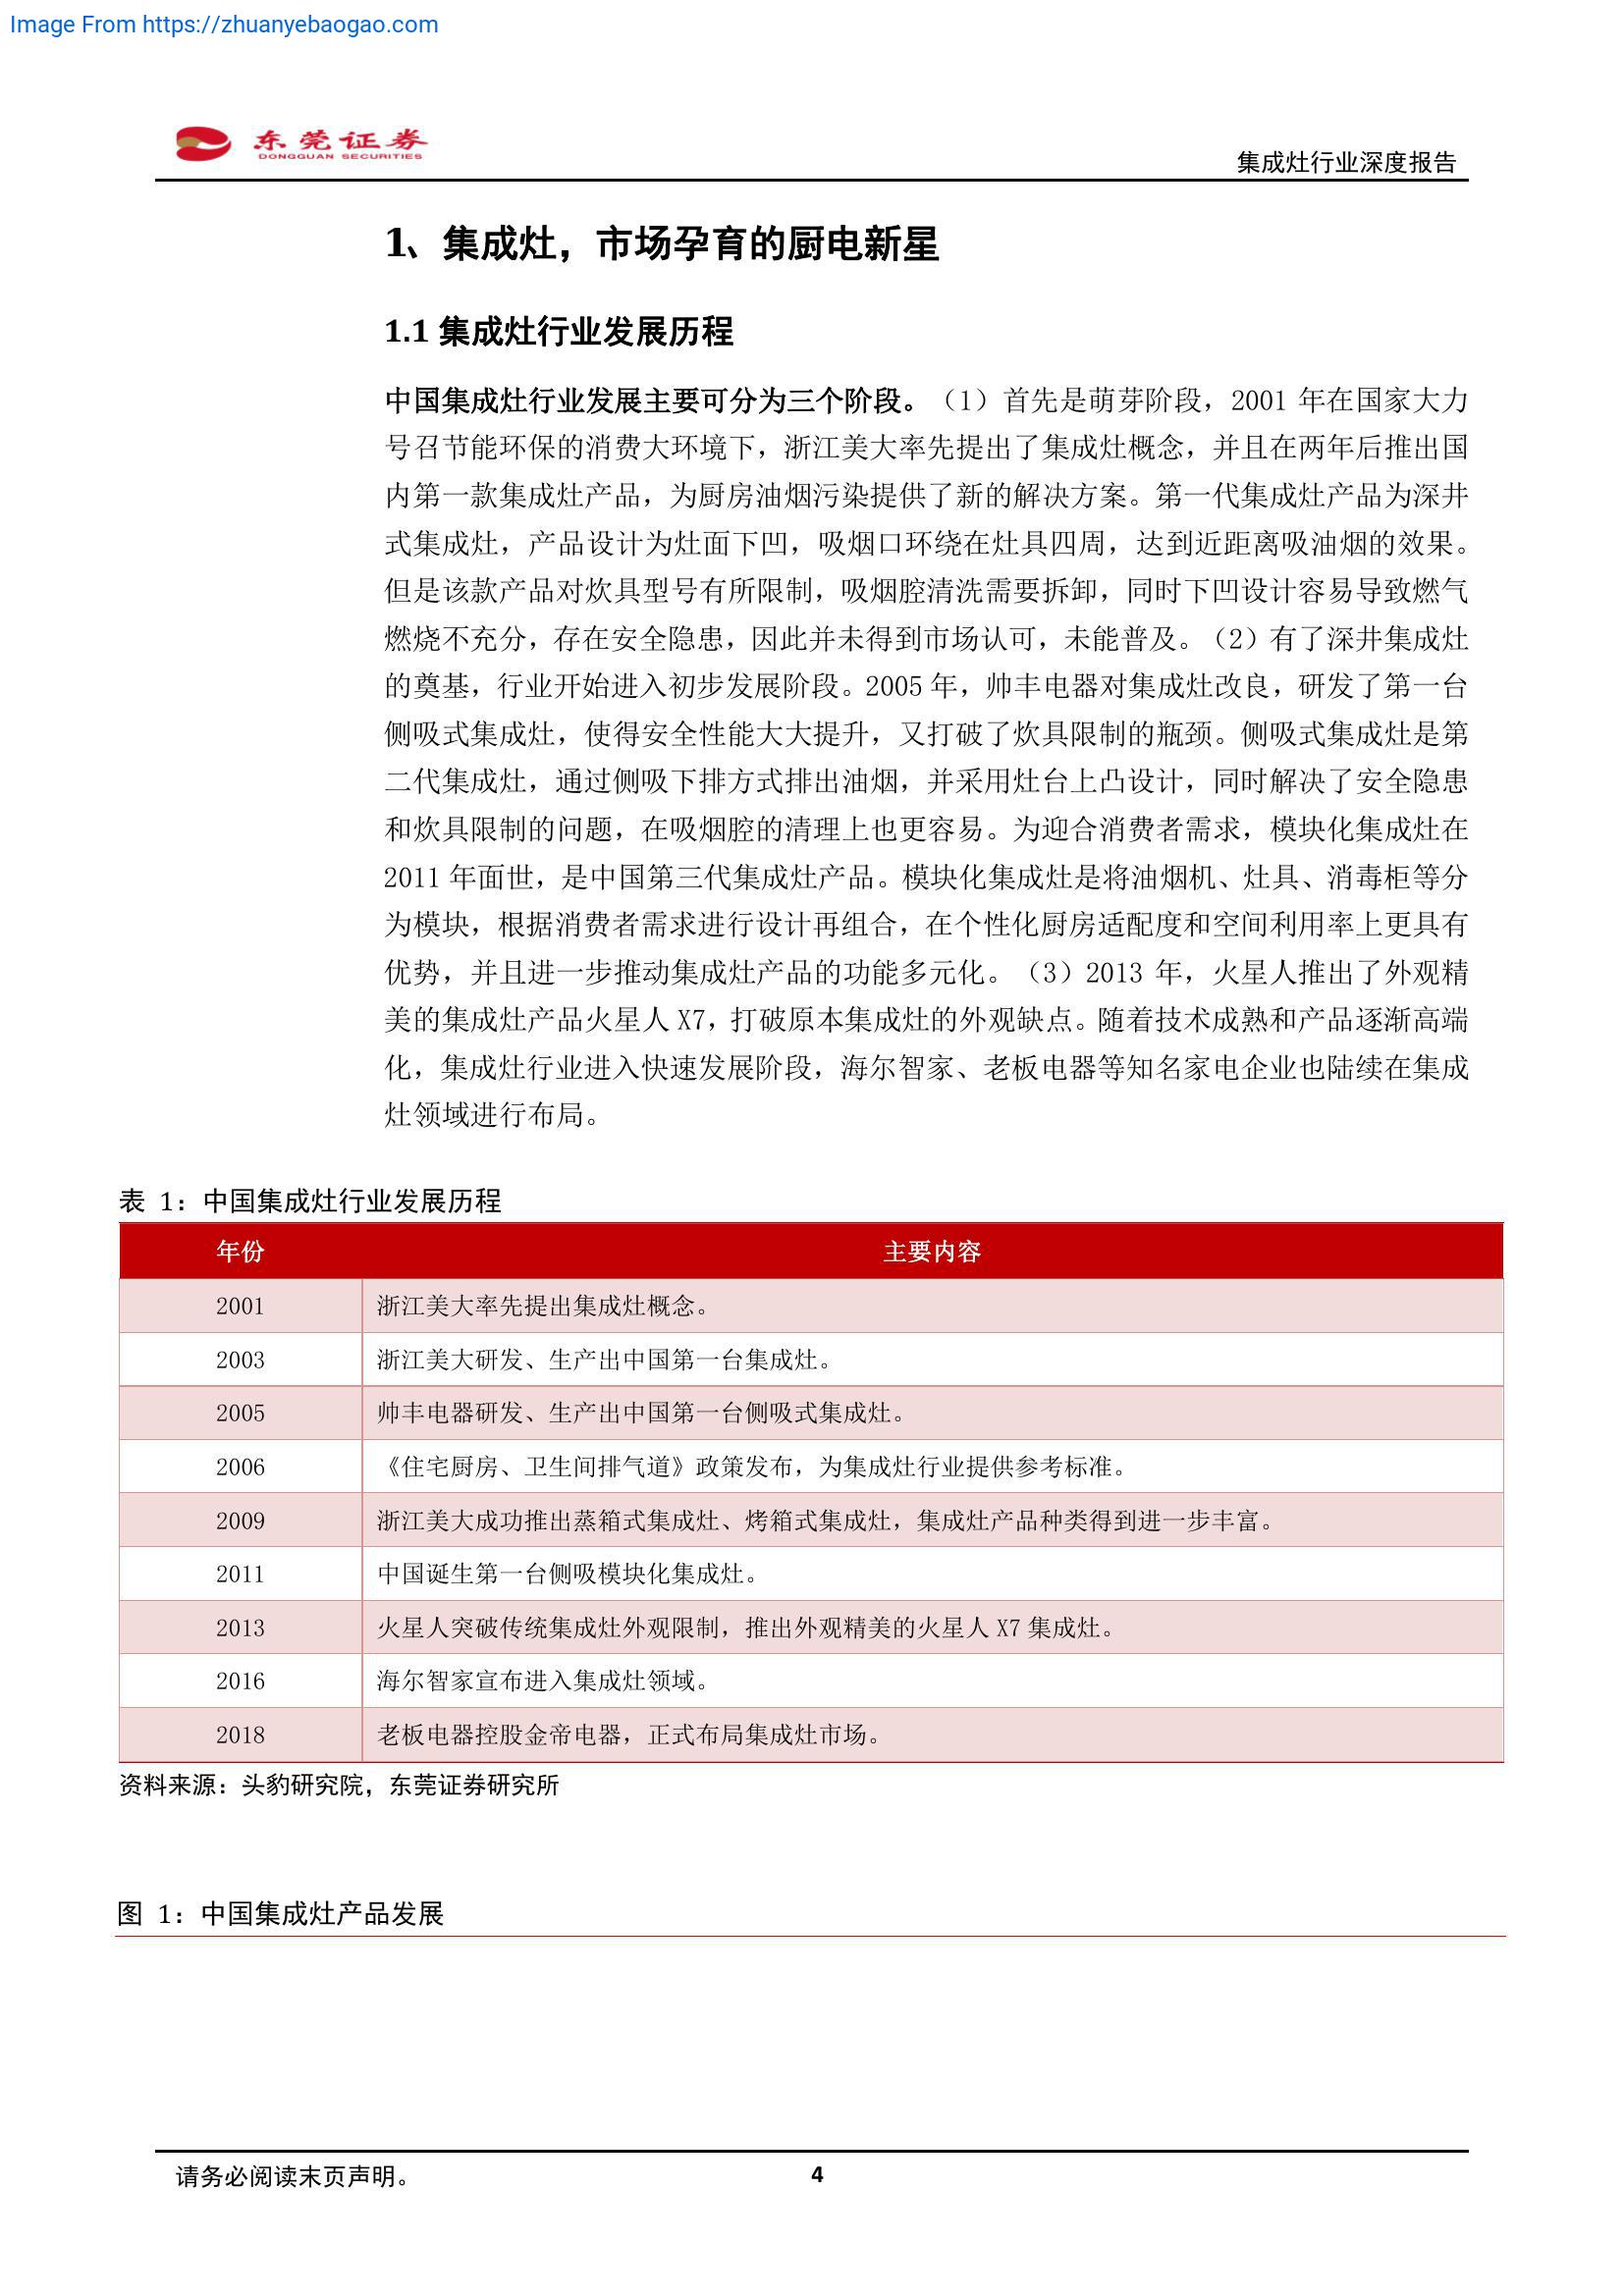 Image From https://zhuanyebaogao.com
东莞证券
DONGGUAN SECURITIES
集成灶行业深度报告
1、集成灶，市场孕育的厨电新星
1.1 集成灶行业发展历程
中国集成灶行业发展主要可分为三个阶段。（1）首先是萌芽阶段，2001 年在国家大力
号召节能环保的消费大环境下，浙江美大率先提出了集成灶概念，并且在两年后推出国
内第一款集成灶产品，为厨房油烟污染提供了新的解决方案。第一代集成灶产品为深井
式集成灶，产品设计为灶面下凹，吸烟口环绕在灶具四周，达到近距离吸油烟的效果。
但是该款产品对炊具型号有所限制，吸烟腔清洗需要拆卸，同时下凹设计容易导致燃气
燃烧不充分，存在安全隐患，因此并未得到市场认可，未能普及。（2）有了深井集成灶
的奠基，行业开始进入初步发展阶段。2005 年，帅丰电器对集成灶改良，研发了第一台
侧吸式集成灶，使得安全性能大大提升，又打破了炊具限制的瓶颈。侧吸式集成灶是第
二代集成灶，通过侧吸下排方式排出油烟，并采用灶台上凸设计，同时解决了安全隐患
和炊具限制的问题，在吸烟腔的清理上也更容易。为迎合消费者需求，模块化集成灶在
2011 年面世，是中国第三代集成灶产品。模块化集成灶是将油烟机、灶具、消毒柜等分
为模块，根据消费者需求进行设计再组合，在个性化厨房适配度和空间利用率上更具有
优势，并且进一步推动集成灶产品的功能多元化。（3）2013 年，火星人推出了外观精
美的集成灶产品火星人 X7，打破原本集成灶的外观缺点。随着技术成熟和产品逐渐高端
化，集成灶行业进入快速发展阶段，海尔智家、老板电器等知名家电企业也陆续在集成
灶领域进行布局。
表 1：中国集成灶行业发展历程
年份 主要内容
2001 浙江美大率先提出集成灶概念。
2003 浙江美大研发、生产出中国第一台集成灶。
2005 帅丰电器研发、生产出中国第一台侧吸式集成灶。
2006 《住宅厨房、卫生间排气道》政策发布，为集成灶行业提供参考标准。
2009 浙江美大成功推出蒸箱式集成灶、烤箱式集成灶，集成灶产品种类得到进一步丰富。
2011 中国诞生第一台侧吸模块化集成灶。
2013 火星人突破传统集成灶外观限制，推出外观精美的火星人 X7 集成灶。
2016 海尔智家宣布进入集成灶领域。
2018 老板电器控股金帝电器，正式布局集成灶市场。
资料来源：头豹研究院，东莞证券研究所
图 1：中国集成灶产品发展
请务必阅读末页声明。
4